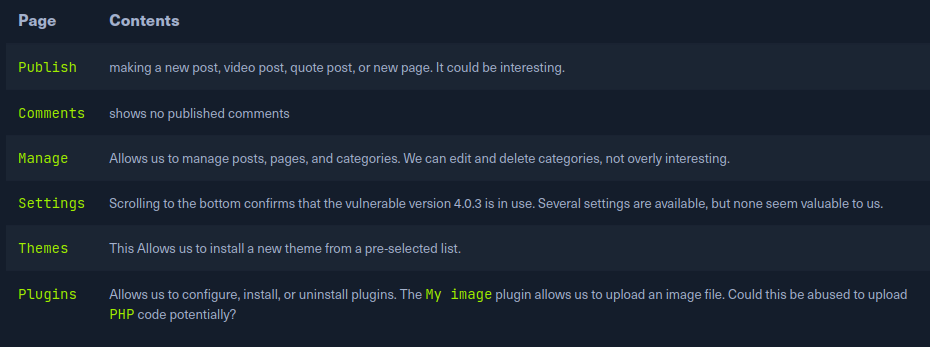 Page Contents
Publish making a new post, video post, quote post, or new page. It could be interesting.
Comments shows no published comments
Manage Allows us to manage posts, pages, and categories. We can edit and delete categories, not overly interesting.
Settings Scrolling to the bottom confirms that the vulnerable version 4.0.3 is in use. Several settings are available, but none seem valuable to us.
Themes This Allows us to install a new theme from a pre-selected list.
Plugins Allows us to configure, install, or uninstall plugins. The My image plugin allows us to upload an image file. Could this be abused to upload
PHP code potentially?